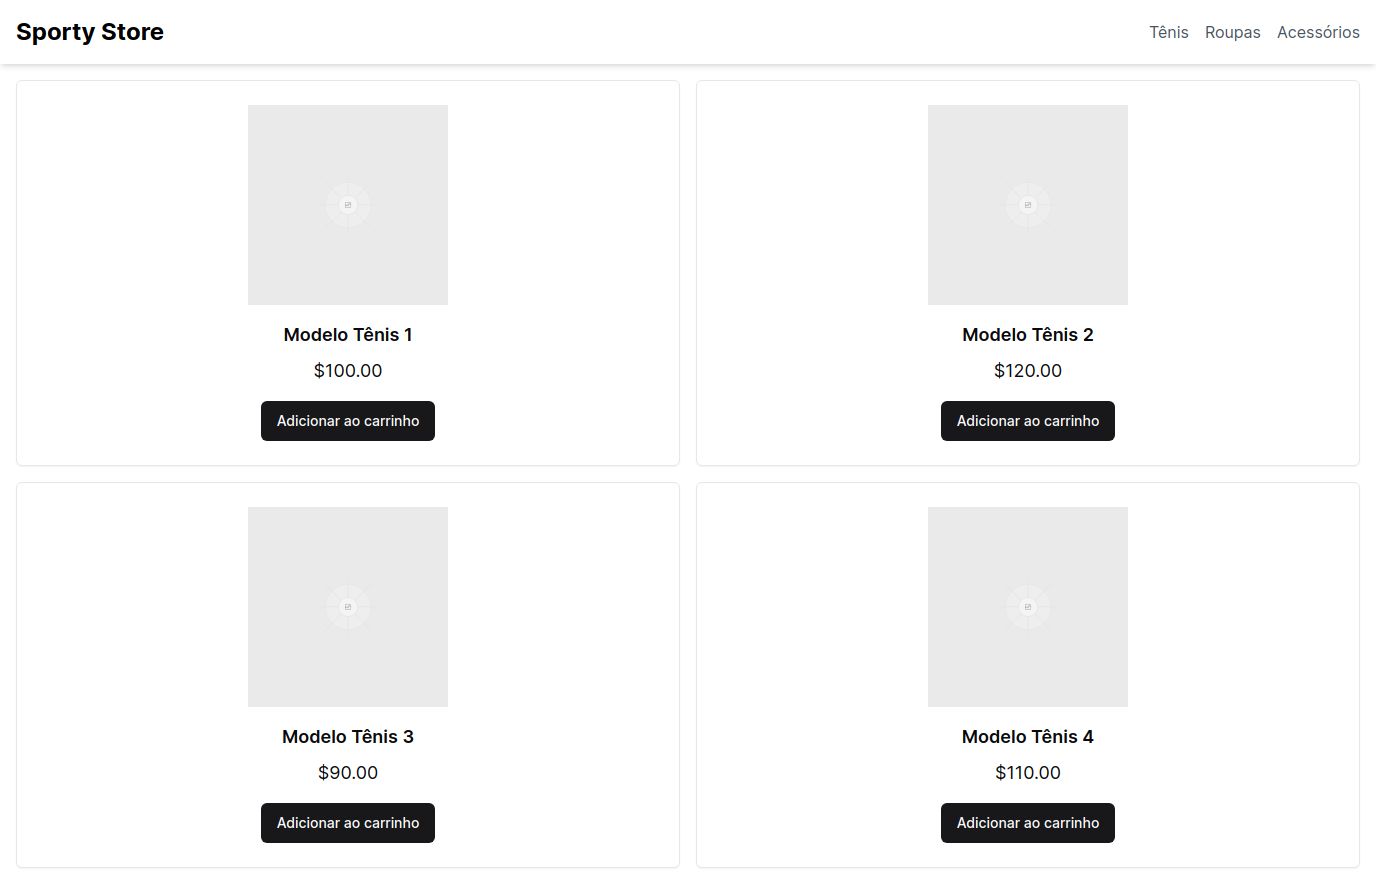 Sporty Store
Tênis Roupas Acessórios
Modelo Tênis 1
$100.00
Adicionar ao carrinho
Modelo Tênis 2
$120.00
Adicionar ao carrinho
Modelo Tênis 3
$90.00
Adicionar ao carrinho
Modelo Tênis 4
$110.00
Adicionar ao carrinho